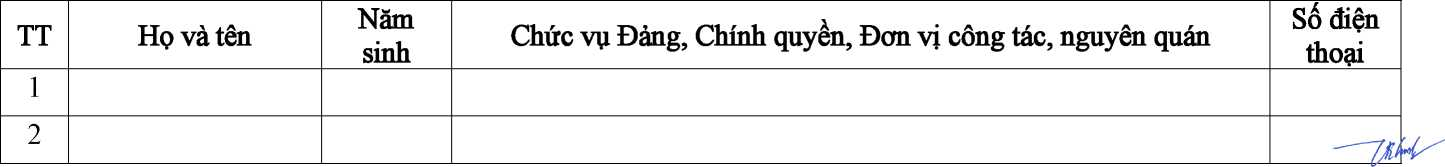 TT Họ và tên Năm sinh Chức vụ Đảng, Chính quyền, Đơn vị công tác, nguyên quán Số điện thoại
1
2